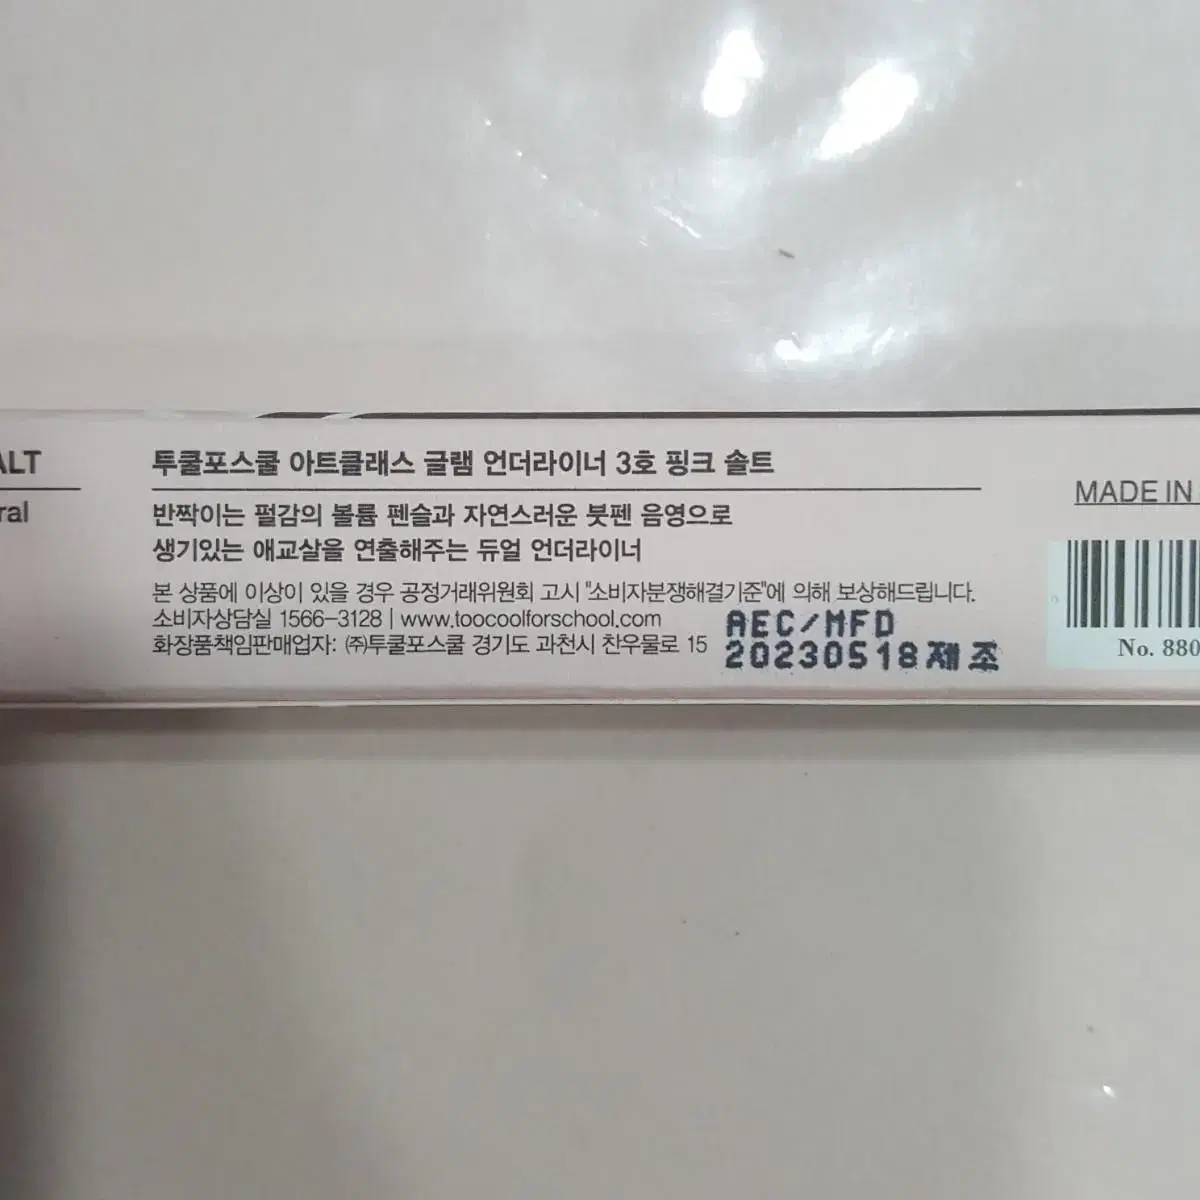 ALT
ral
투쿨포스쿨 아트클래스 글램 언더라이너 3호 핑크 솔트
반짝이는 펄감의 볼륨 펜슬과 자연스러운 붓펜 음영으로
생기있는 애교살을 연출해주는 듀얼 언더라이너
본 상품에 이상이 있을 경우 공정거래위원회 고시 "소비자분쟁해결기준"에 의해 보상해드립니다.
소비자상담실 1566-3128 | www.toocoolforschool.com
화장품책임판매업자: ㈜투쿨포스쿨 경기도 과천시 찬우물로 15
AEC/MFD
20230518제조
MADE IN
No. 880